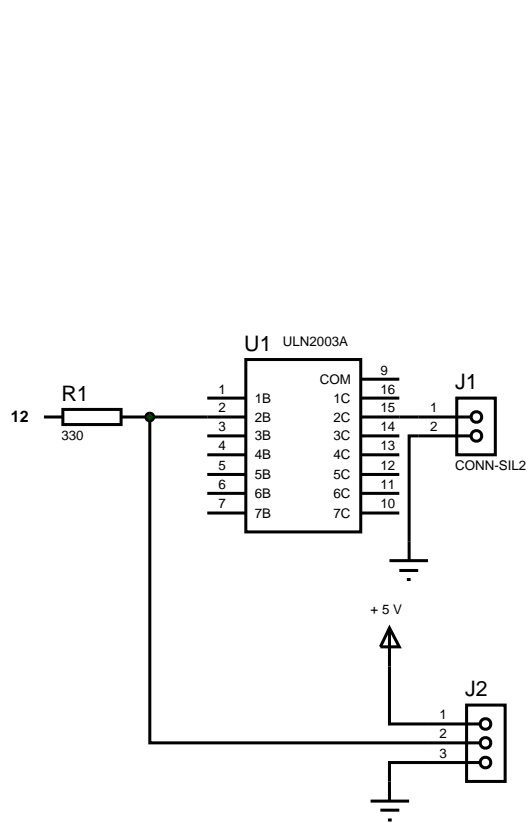 U1 ULN2003A
9
COM
1 16
1B 1C
R1
12
330
2 15
2B 2C
3 14
3B 3C
4 13
4B 4C
5 12
5B 5C
6 11
6B 6C
7 10
7B 7C
J1
1
2
CONN-SIL2
+ 5 V
J2
1
2
3